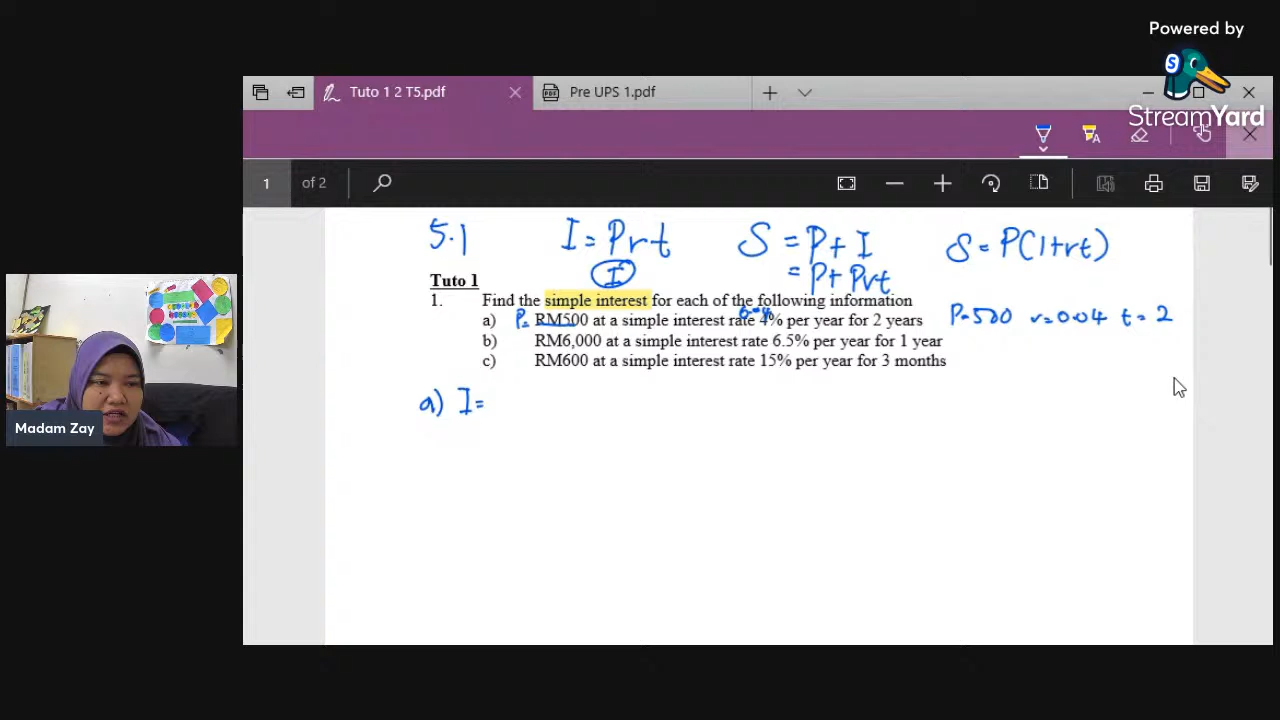 Powered by
StreamYard
Tuto 1 2 T5.pdf
Pre UPS 1.pdf
1 of 2
5.1 I = Prt S = P + I S = P(1+rt)
I = P + Prt
Tuto 1
1. Find the simple interest for each of the following information
a) P= RM500 at a simple interest rate 4% per year for 2 years P=500 r=0.04 t=2
0.04
b) RM6,000 at a simple interest rate 6.5% per year for 1 year
c) RM600 at a simple interest rate 15% per year for 3 months
a) I=
Madam Zay